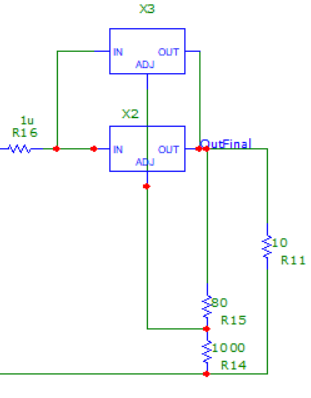 X3
IN OUT
ADJ
X2
1u
R16
IN OUT
OutFinal
ADJ
10
R11
80
R15
1000
R14